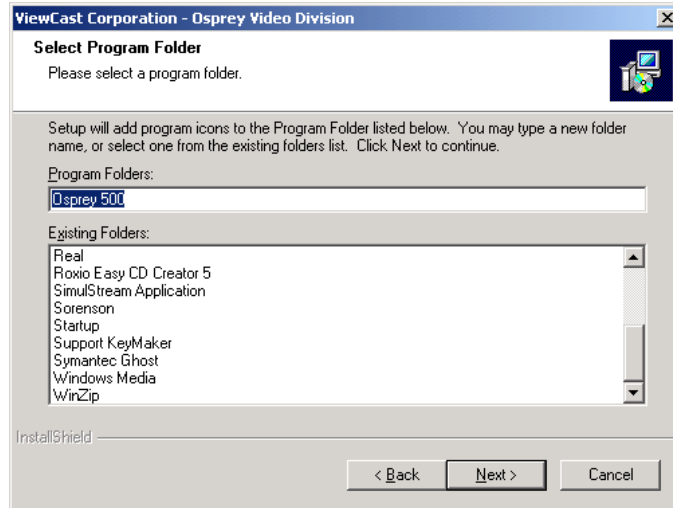 ViewCast Corporation - Osprey Video Division
Select Program Folder
Please select a program folder.
Setup will add program icons to the Program Folder listed below. You may type a new folder
name, or select one from the existing folders list. Click Next to continue.
Program Folders:
Osprey 500
Existing Folders:
Real
Roxio Easy CD Creator 5
SimulStream Application
Sorenson
Startup
Support KeyMaker
Symantec Ghost
Windows Media
WinZip
InstallShield
< Back Next > Cancel